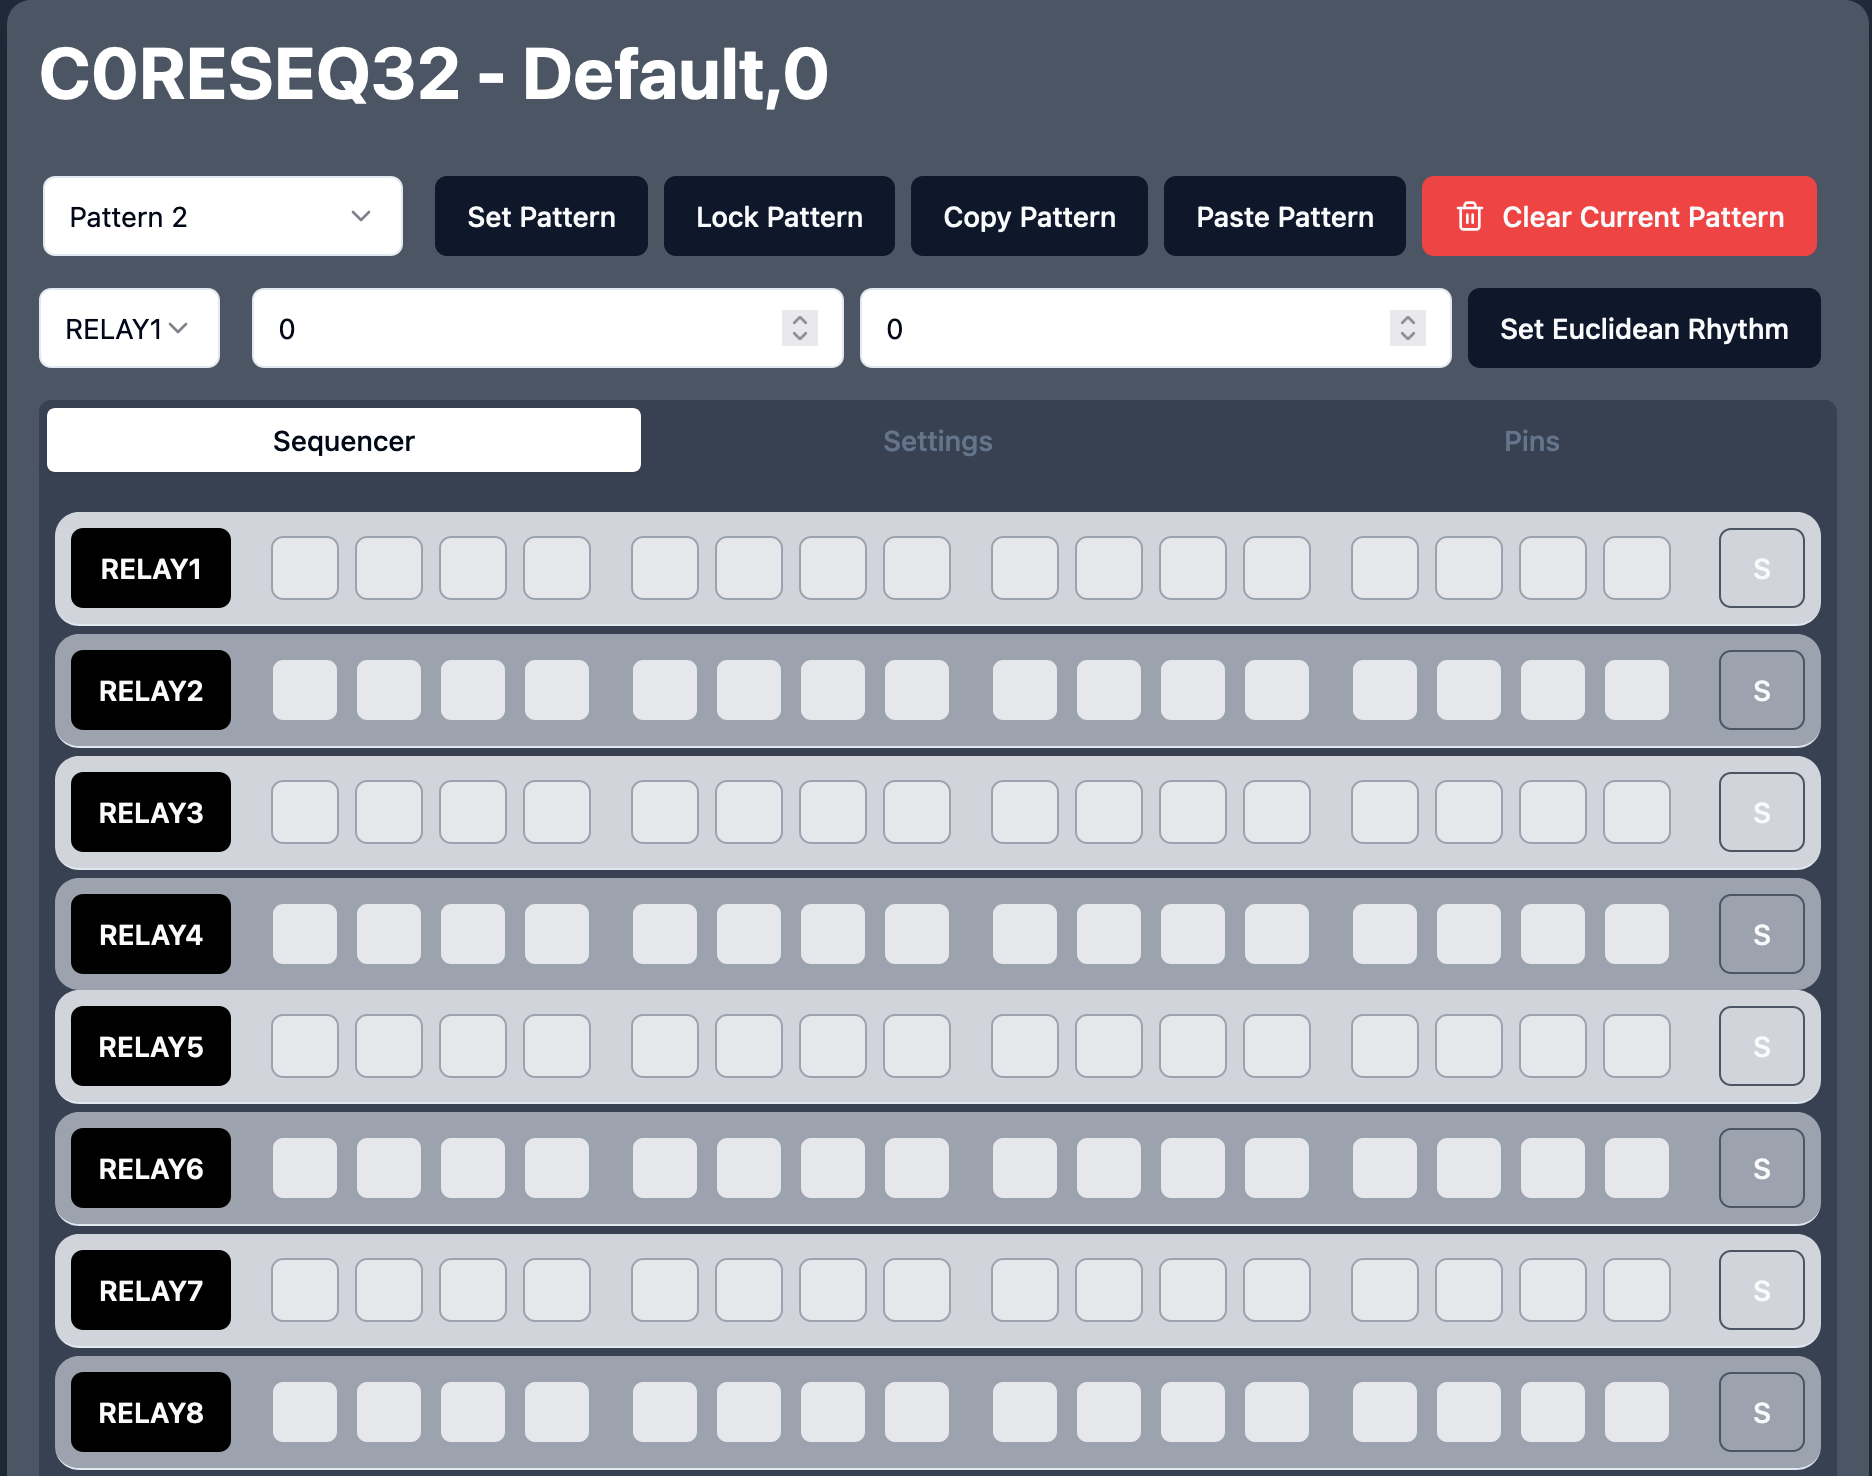 C0RESEQ32 - Default,0
Pattern 2 Set Pattern Lock Pattern Copy Pattern Paste Pattern Clear Current Pattern
RELAY1 0 0 Set Euclidean Rhythm
Sequencer Settings Pins
RELAY1 S
RELAY2 S
RELAY3 S
RELAY4 S
RELAY5 S
RELAY6 S
RELAY7 S
RELAY8 S